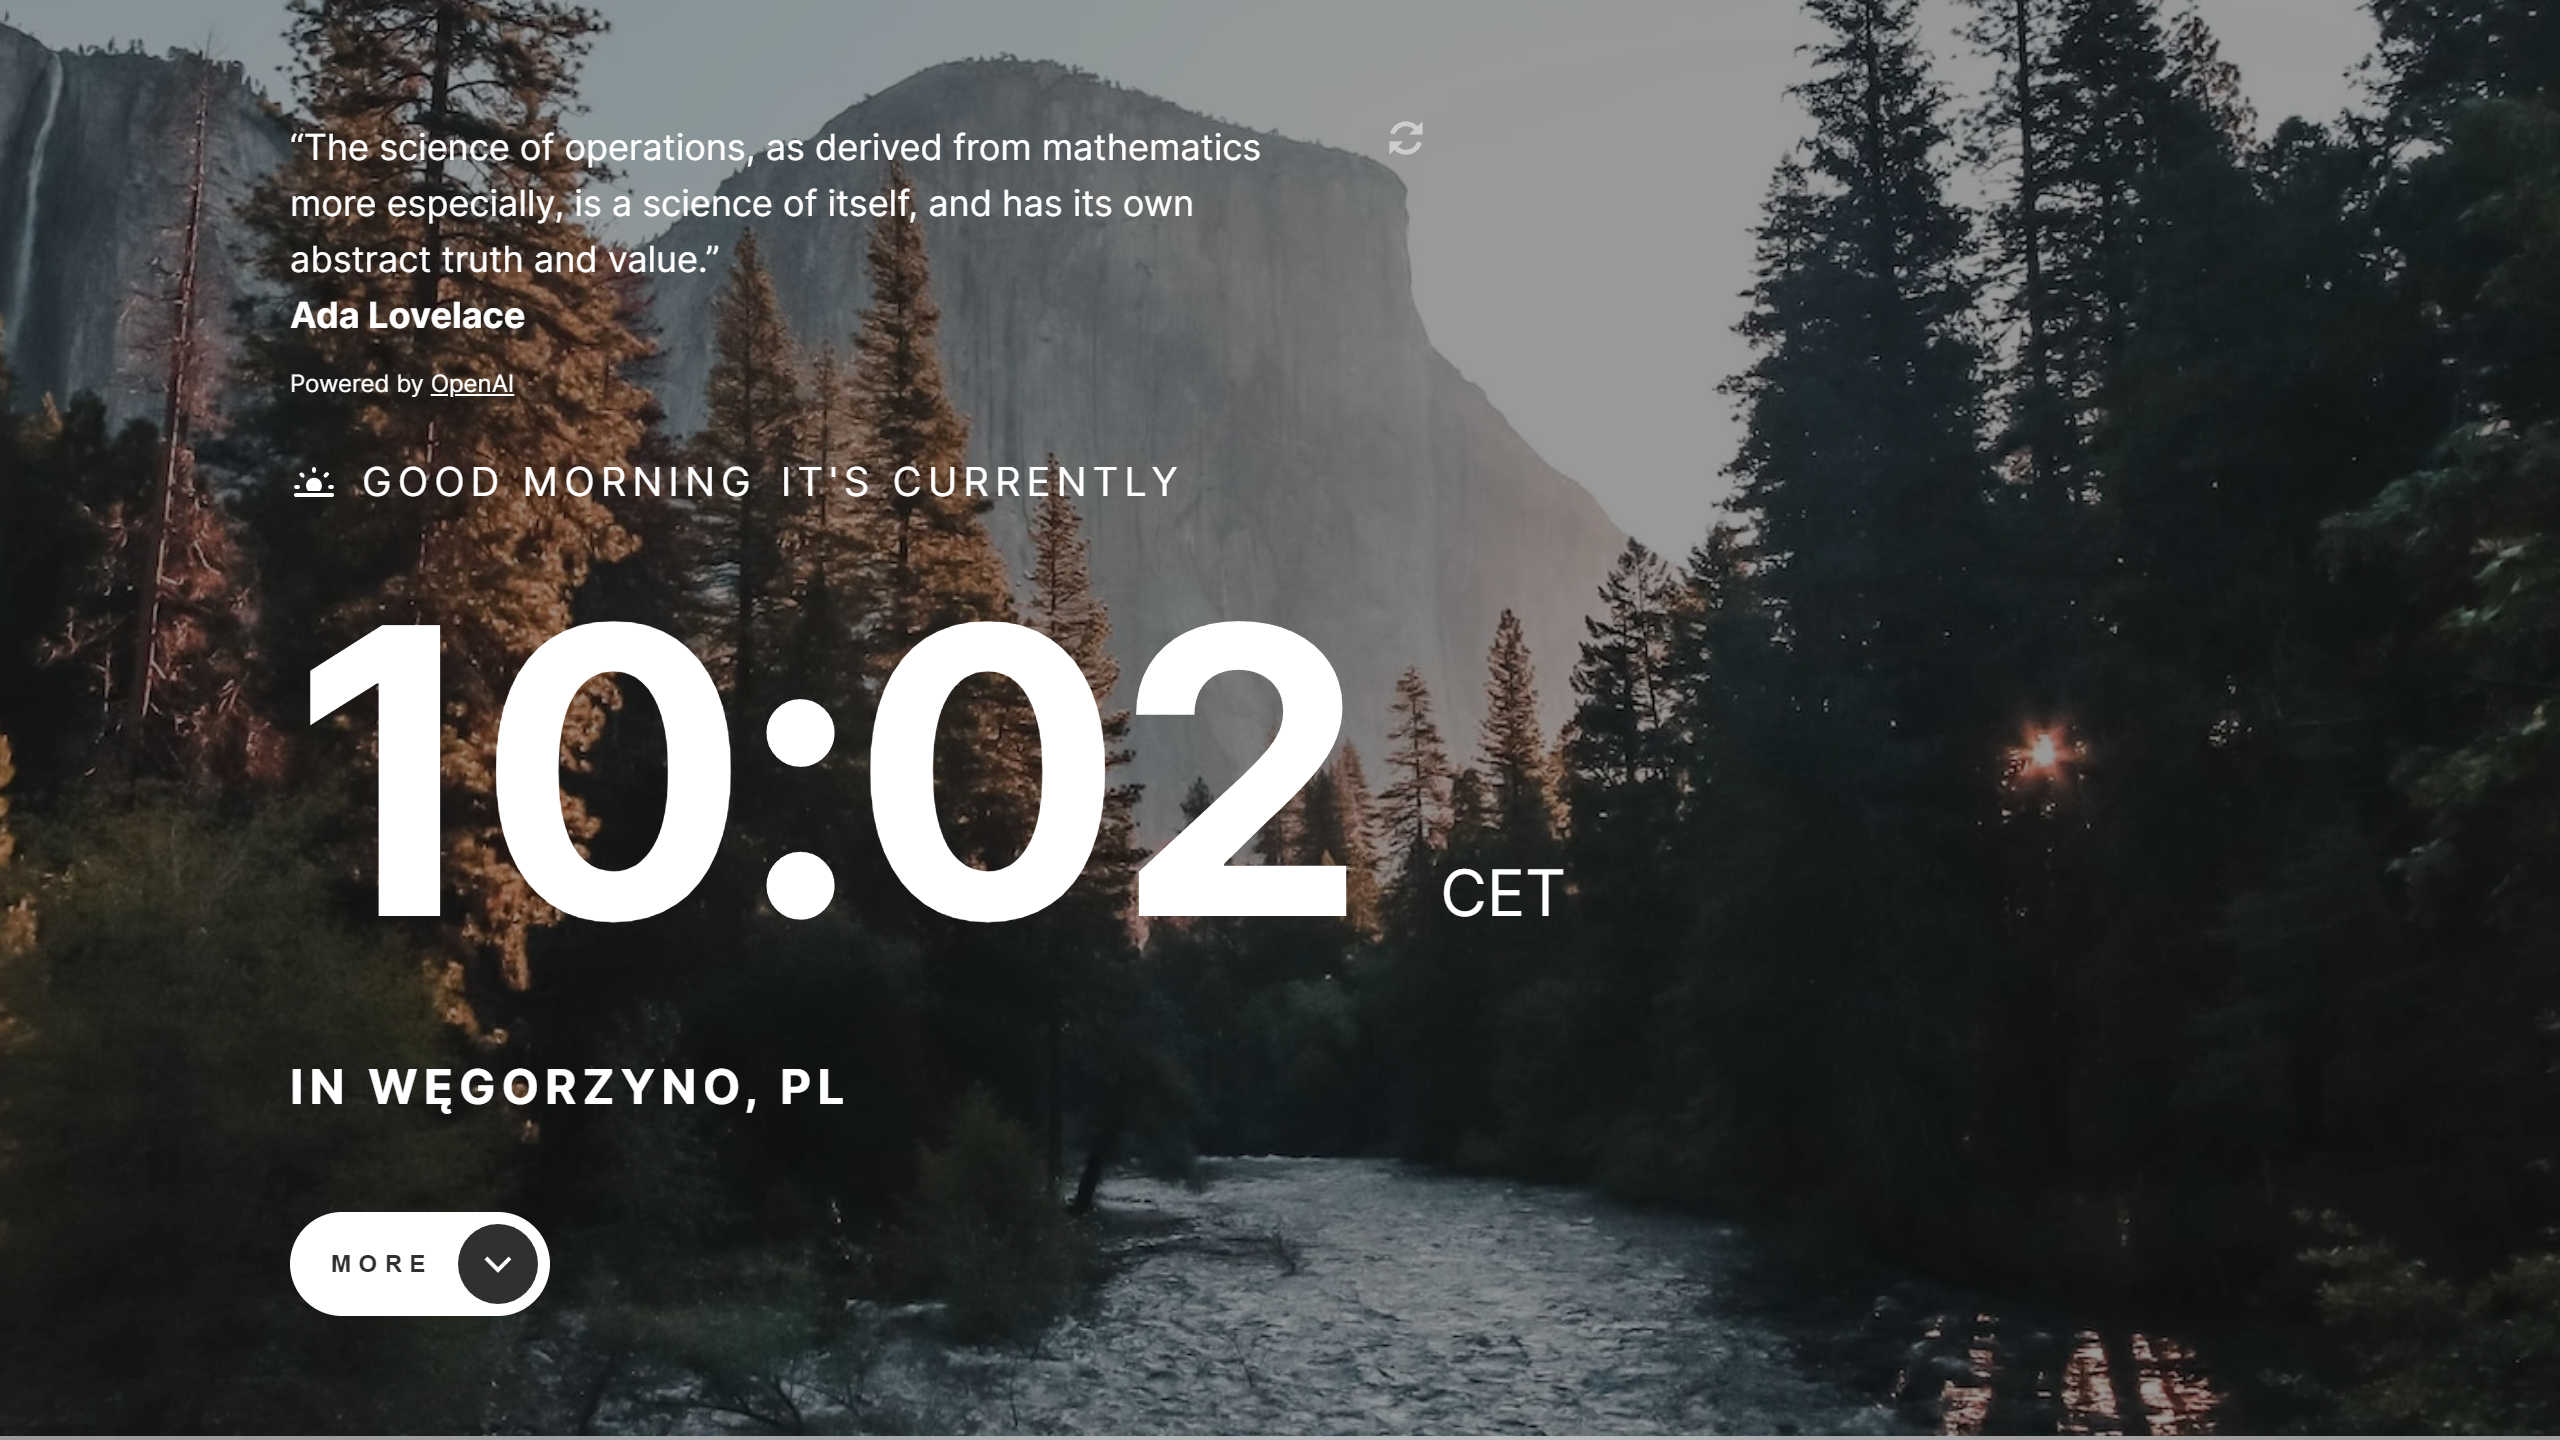 “The science of operations, as derived from mathematics
more especially, is a science of itself, and has its own
abstract truth and value.”
Ada Lovelace
Powered by OpenAI
GOOD MORNING IT'S CURRENTLY
10:02 CET
IN WĘGORZYNO, PL
MORE